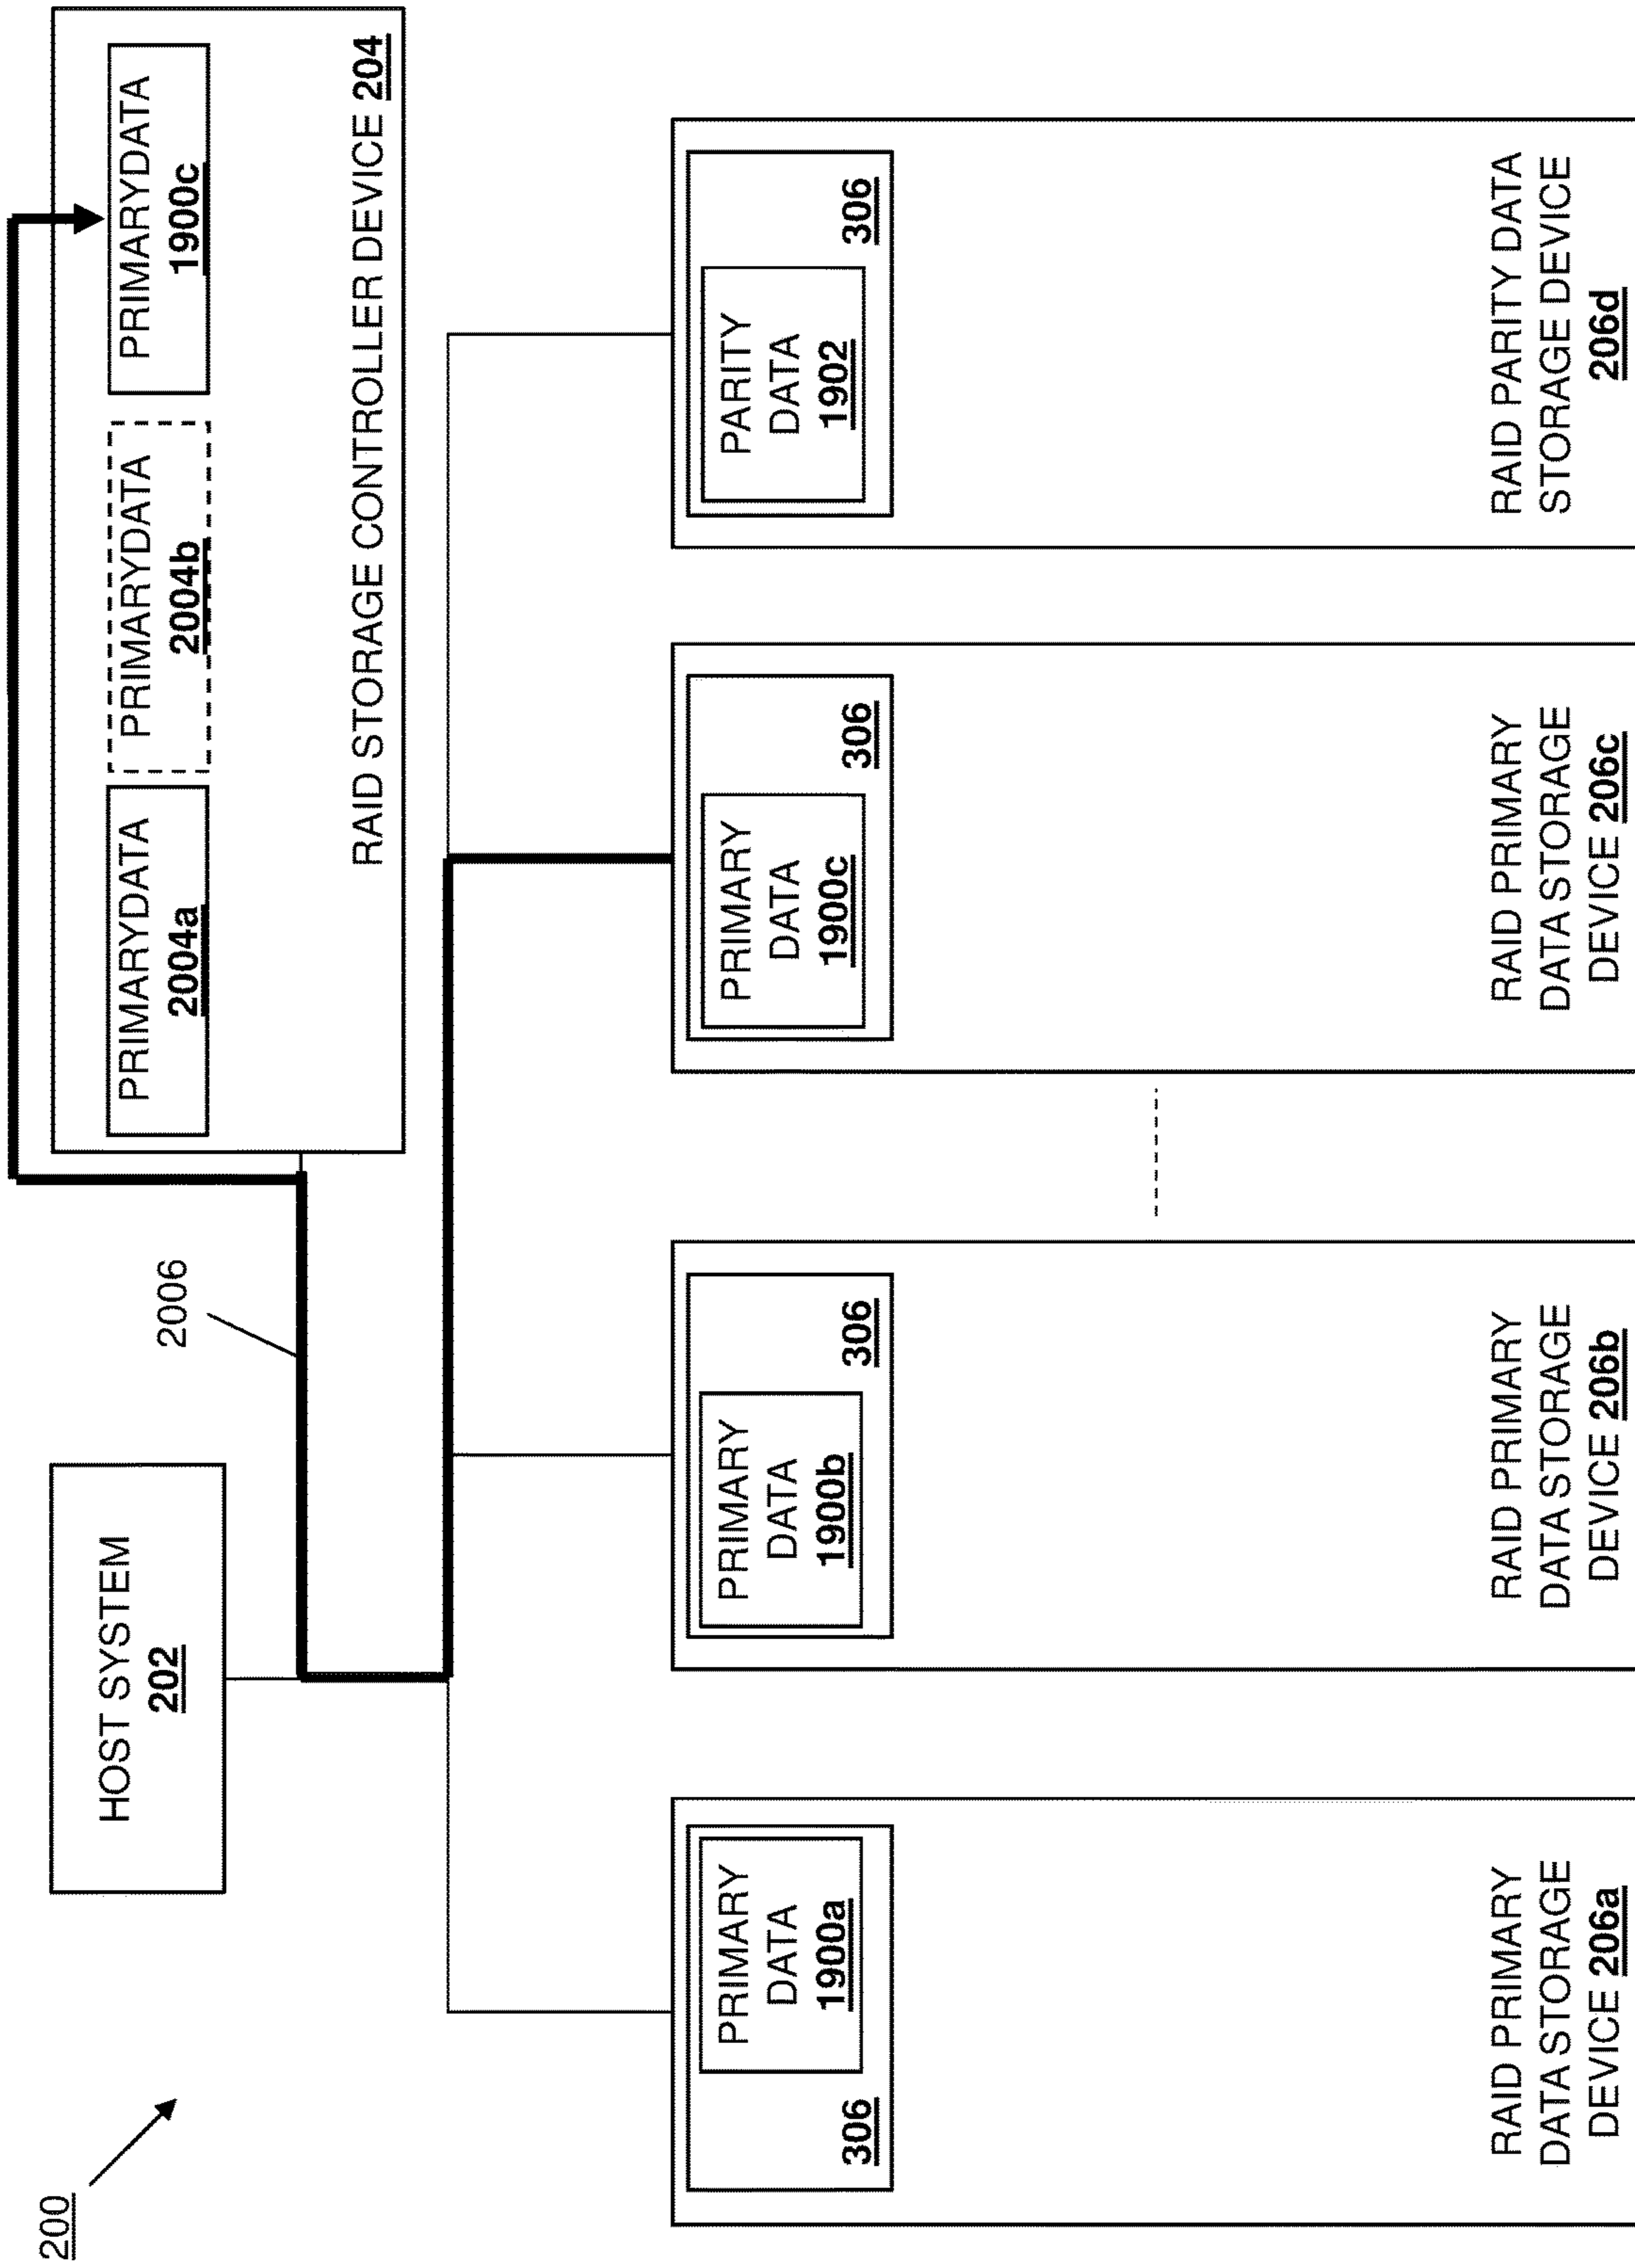 200
HOST SYSTEM
202
2006
PRIMARYDATA
2004a
PRIMARYDATA
2004b
PRIMARYDATA
1900c
RAID STORAGE CONTROLLER DEVICE 204
PRIMARY
DATA
1900a
306
RAID PRIMARY
DATA STORAGE
DEVICE 206a
PRIMARY
DATA
1900b
306
RAID PRIMARY
DATA STORAGE
DEVICE 206b
PRIMARY
DATA
1900c
306
RAID PRIMARY
DATA STORAGE
DEVICE 206c
PARITY
DATA
1902
306
RAID PARITY DATA
STORAGE DEVICE
206d